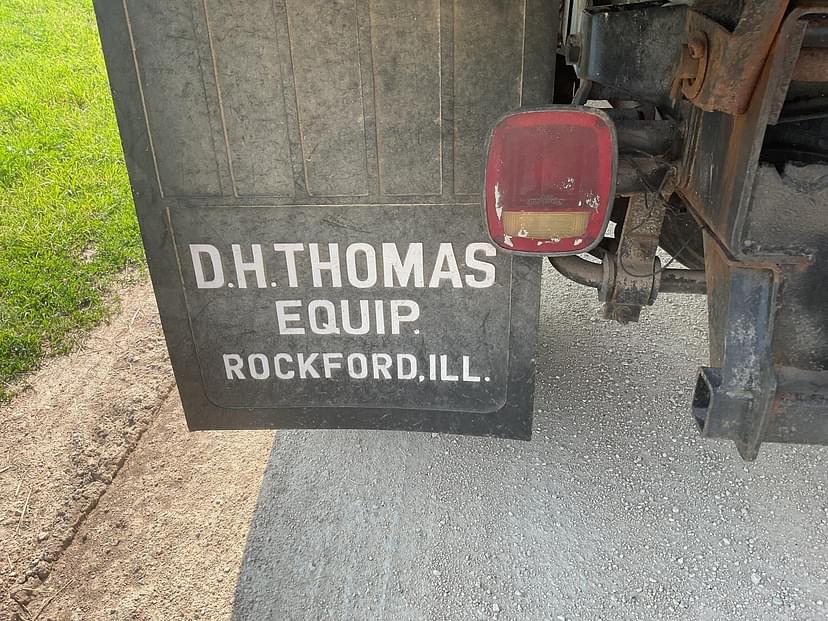 D.H.THOMAS
EQUIP.
ROCKFORD,ILL.